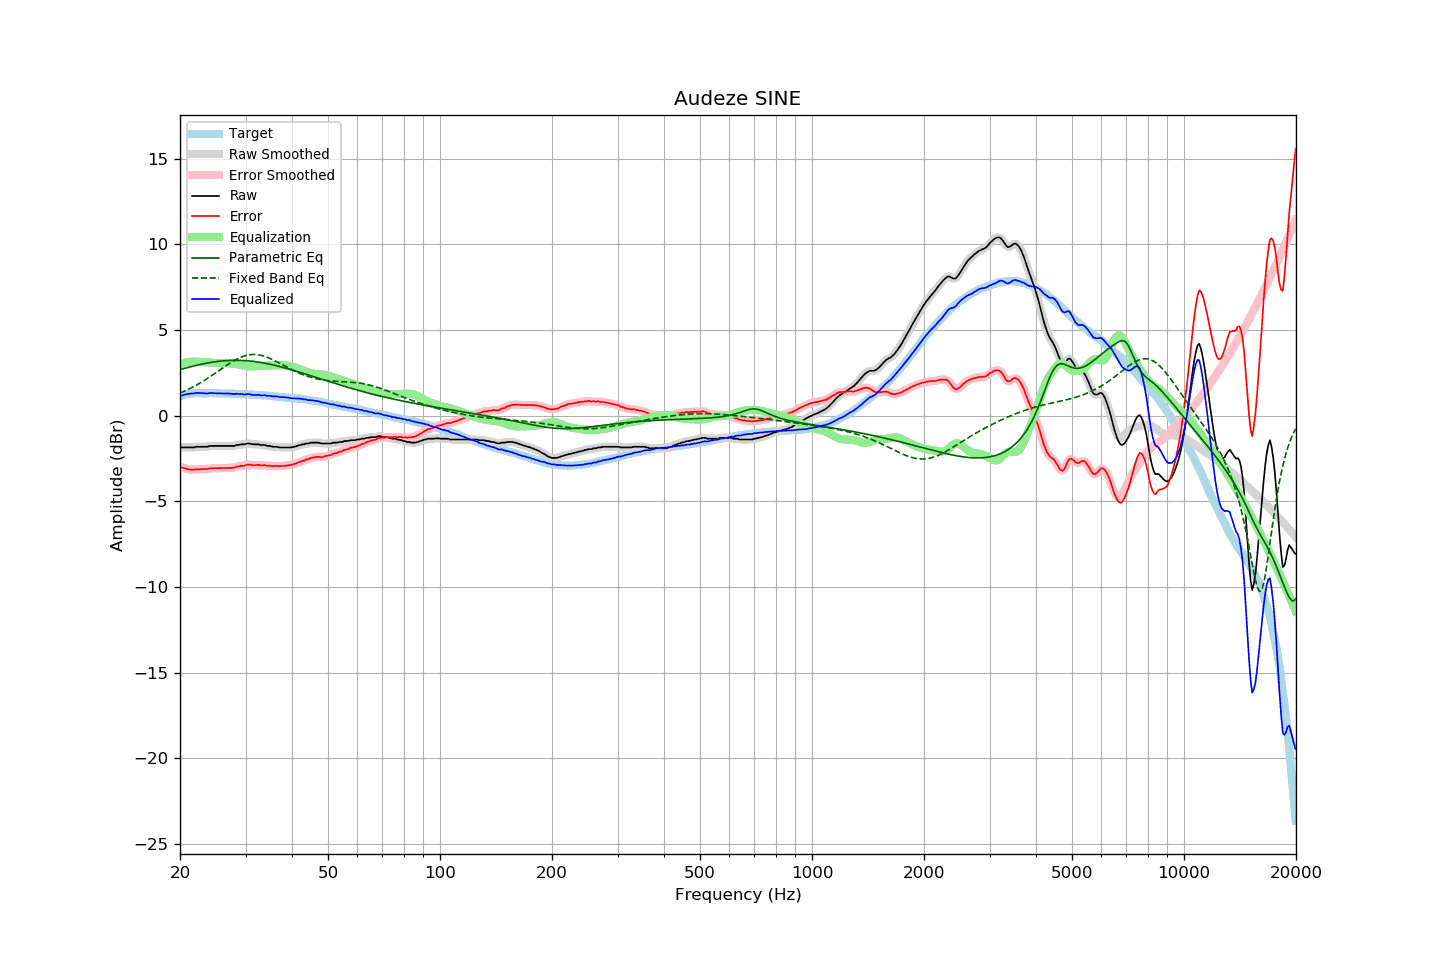 Audeze SINE
Target
Raw Smoothed
Error Smoothed
Raw
Error
Equalization
Parametric Eq
Fixed Band Eq
Equalized
Amplitude (dBr)
15
10
5
0
−5
−10
−15
−20
−25
20 50 100 200 500 1000 2000 5000 10000 20000
Frequency (Hz)